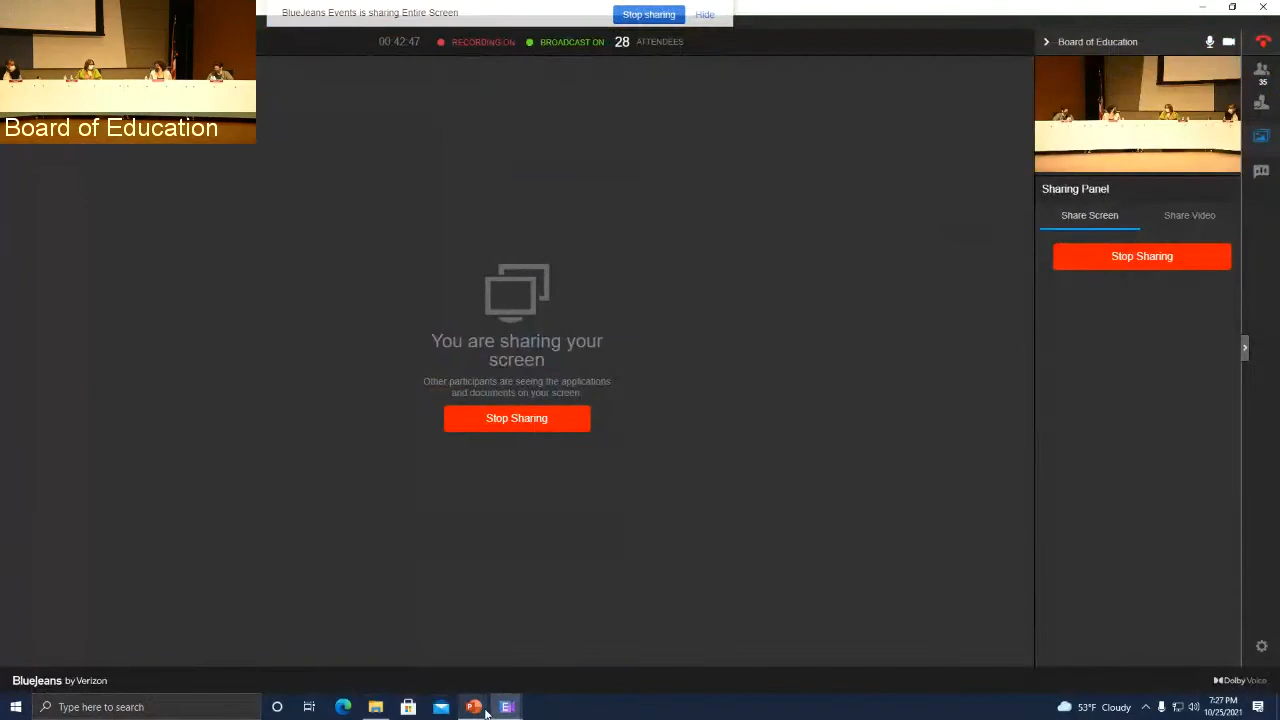 BlueJeans Events is sharing Entire Screen
Stop sharing
Hide
00:42:47
RECORDING ON
BROADCAST ON
28 ATTENDEES
Board of Education
35
Board of Education
Sharing Panel
Share Screen
Share Video
Stop Sharing
You are sharing your
screen
Other participants are seeing the applications
and documents on your screen.
Stop Sharing
Bluejeans by Verizon
Dolby Voice
Type here to search
53°F Cloudy
7:27 PM
10/25/2021